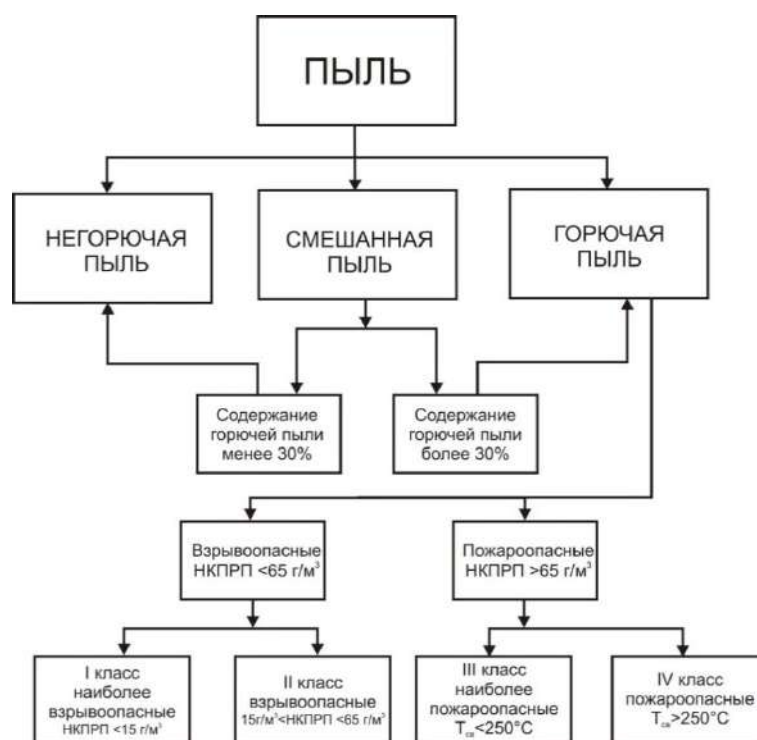 ПЫЛЬ
НЕГОРЮЧАЯ
ПЫЛЬ
СМЕШАННАЯ
ПЫЛЬ
ГОРЮЧАЯ
ПЫЛЬ
Содержание
горючей пыли
менее 30%
Содержание
горючей пыли
более 30%
Взрывоопасные
НКПРП <65 г/м³
Пожароопасные
НКПРП >65 г/м³
I класс
наиболее
взрывоопасные
НКПРП <15 г/м³
II класс
взрывоопасные
15г/м³<НКПРП <65 г/м³
III класс
наиболее
пожароопасные
Tсв<250°C
IV класс
пожароопасные
Tсв>250°C